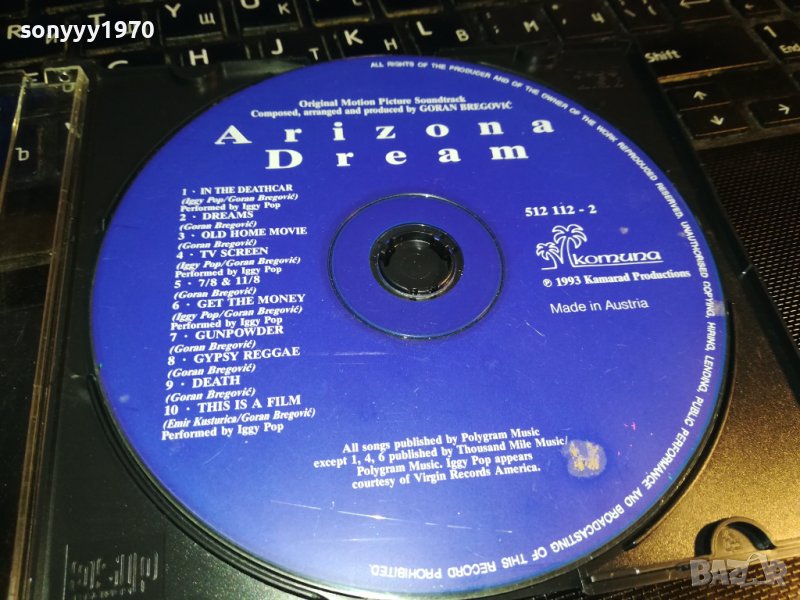 sonyyy1970
ALL RIGHTS OF THE PRODUCER AND OF THE OWNER OF THE WORK REPRODUCED RESERVED. UNAUTHORISED COPYING, HIRING, LENDING, PUBLIC PERFORMANCE AND BROADCASTING OF THIS RECORD PROHIBITED.
Original Motion Picture Soundtrack
Composed, arranged and produced by GORAN BREGOVIĆ
Arizona
Dream
1 · IN THE DEATHCAR
(Iggy Pop/Goran Bregović)
Performed by Iggy Pop
2 · DREAMS
(Goran Bregović)
3 · OLD HOME MOVIE
(Goran Bregović)
4 · TV SCREEN
(Iggy Pop/Goran Bregović)
Performed by Iggy Pop
5 · 7/8 & 11/8
(Goran Bregović)
6 · GET THE MONEY
(Iggy Pop/Goran Bregović)
Performed by Iggy Pop
7 · GUNPOWDER
(Goran Bregović)
8 · GYPSY REGGAE
(Goran Bregović)
9 · DEATH
(Goran Bregović)
10 · THIS IS A FILM
(Emir Kusturica/Goran Bregović)
Performed by Iggy Pop
512 112 - 2
komuna
℗ 1993 Kamarad Productions
Made in Austria
All songs published by Polygram Music
except 1, 4, 6 published by Thousand Mile Music/
Polygram Music. Iggy Pop appears
courtesy of Virgin Records America.
Shift
End
1
Ъ
bazar